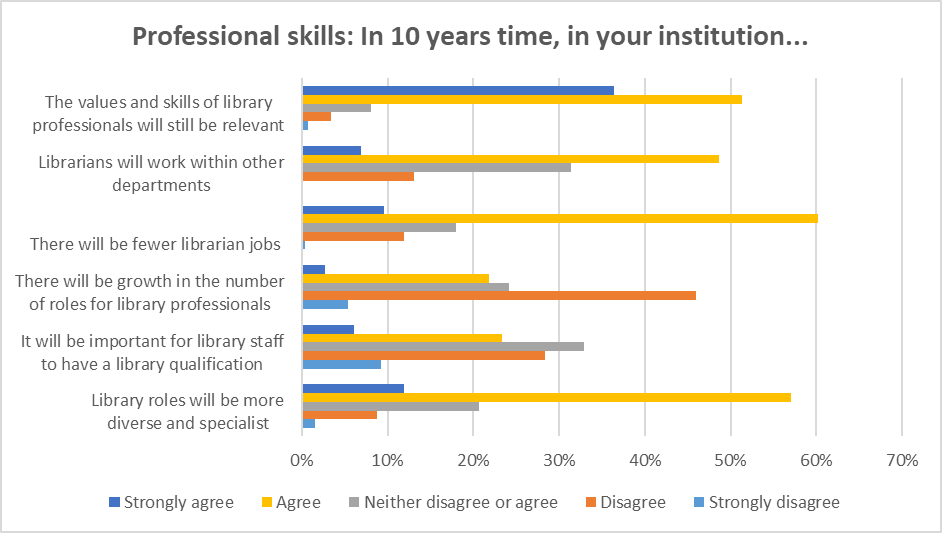 Professional skills: In 10 years time, in your institution...
The values and skills of library
professionals will still be relevant
Librarians will work within other
departments
There will be fewer librarian jobs
There will be growth in the number
of roles for library professionals
It will be important for library staff
to have a library qualification
Library roles will be more
diverse and specialist
0% 10% 20% 30% 40% 50% 60% 70%
Strongly agree Agree Neither disagree or agree Disagree Strongly disagree